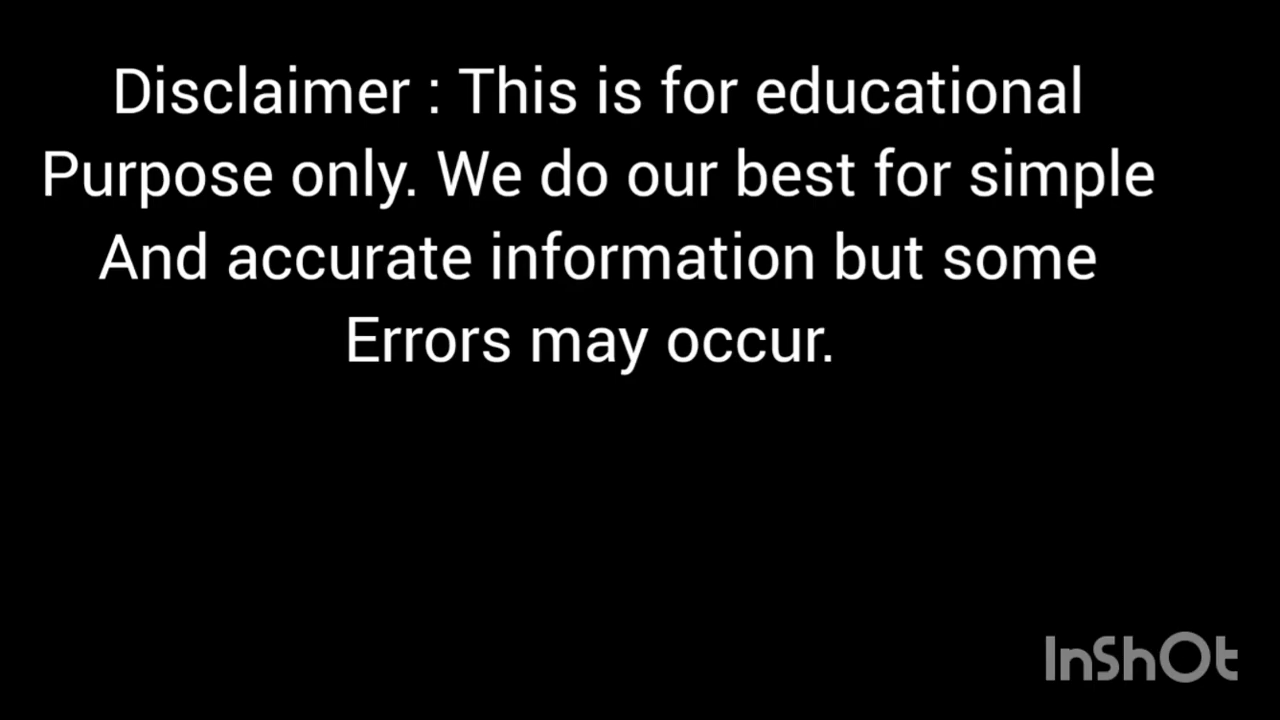 Disclaimer : This is for educational
Purpose only. We do our best for simple
And accurate information but some
Errors may occur.
InShOt